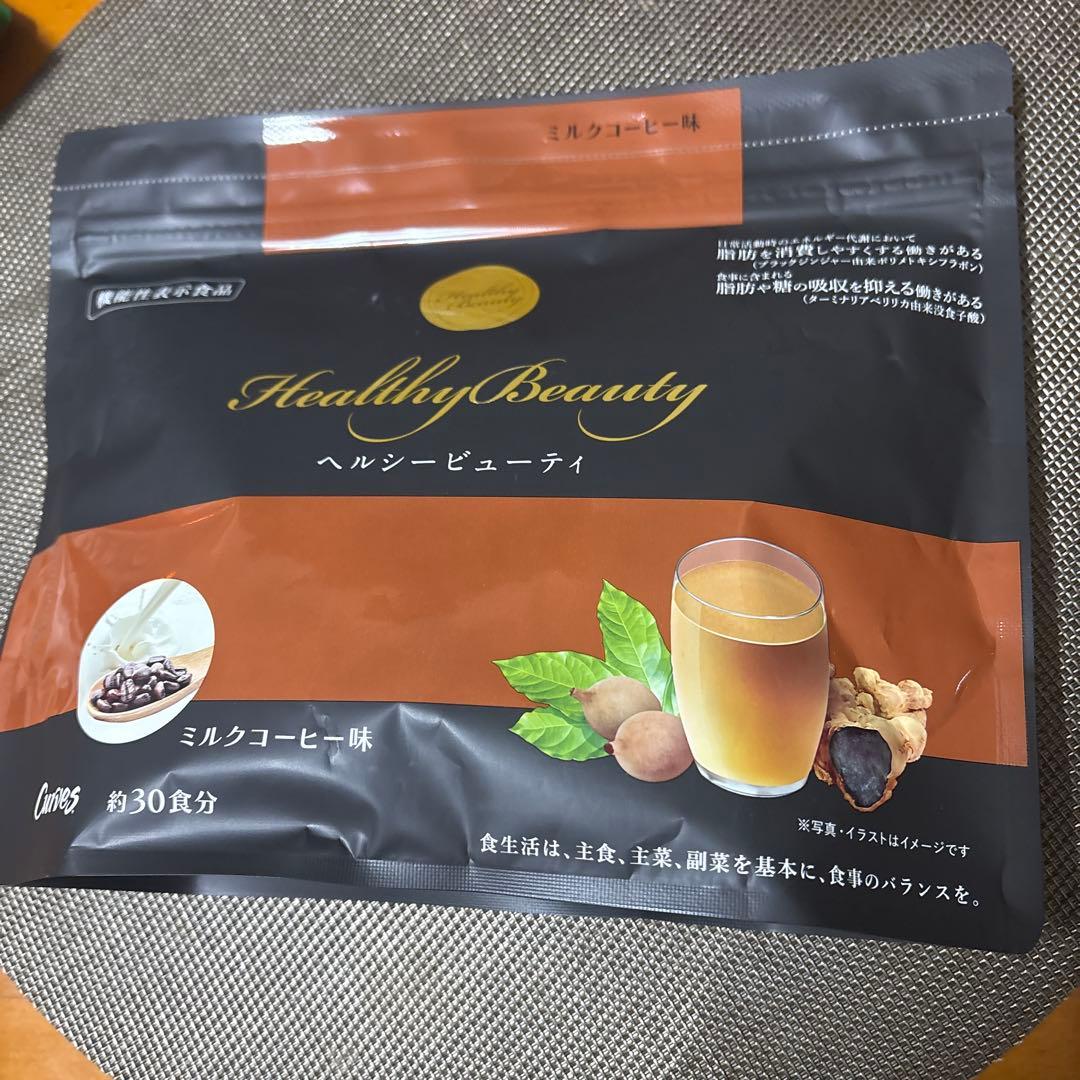 ミルクコーヒー味
日常活動時のエネルギー代謝において
脂肪を消費しやすくする働きがある
(ブラックジンジャー由来ポリメトキシフラボン)
食事に含まれる
脂肪や糖の吸収を抑える働きがある
(ターミナリアベリリカ由来没食子酸)
機能性表示食品
Healthy
Beauty
Healthy Beauty
ヘルシービューティ
ミルクコーヒー味
Curves
約30食分
※写真・イラストはイメージです
食生活は、主食、主菜、副菜を基本に、食事のバランスを。